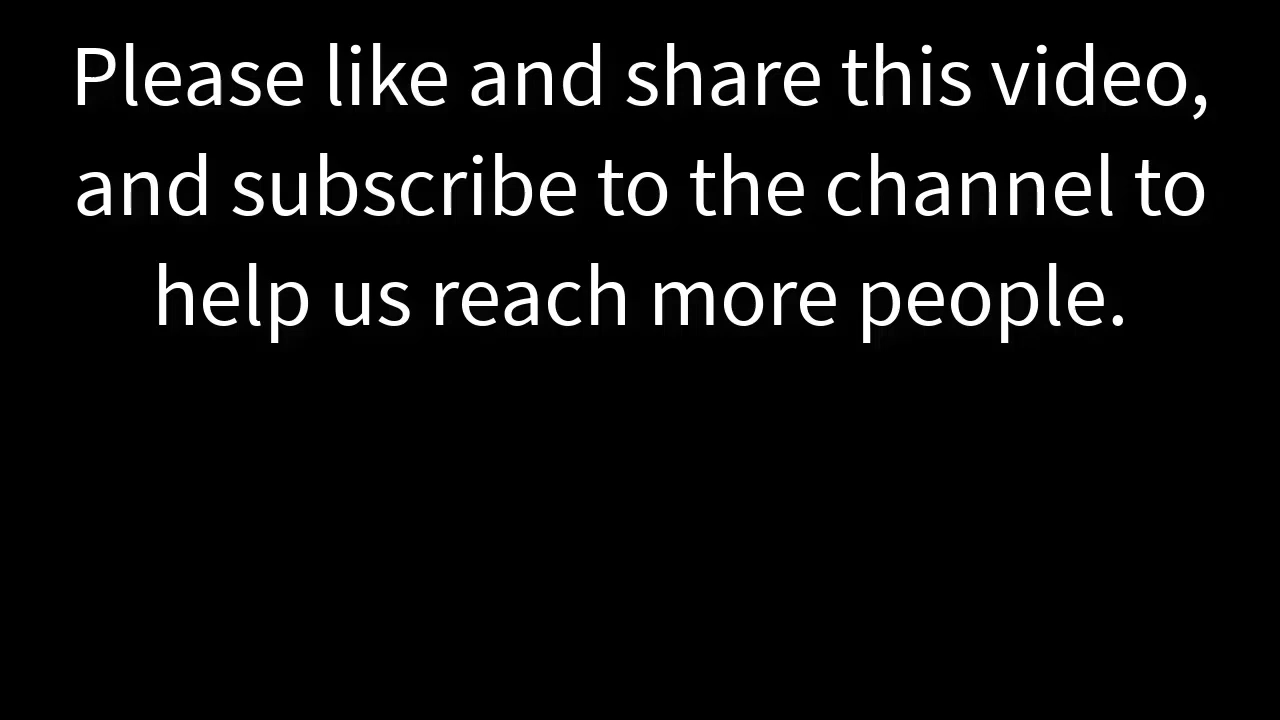 Please like and share this video,
and subscribe to the channel to
help us reach more people.